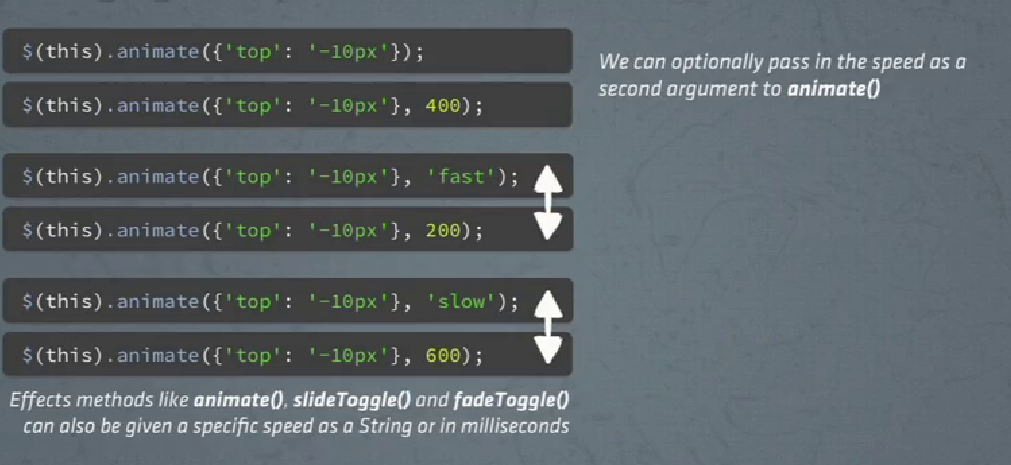 $(this).animate({'top': '-10px'});
$(this).animate({'top': '-10px'}, 400);
We can optionally pass in the speed as a
second argument to animate()
$(this).animate({'top': '-10px'}, 'fast');
$(this).animate({'top': '-10px'}, 200);
$(this).animate({'top': '-10px'}, 'slow');
$(this).animate({'top': '-10px'}, 600);
Effects methods like animate(), slideToggle() and fadeToggle()
can also be given a specific speed as a String or in milliseconds